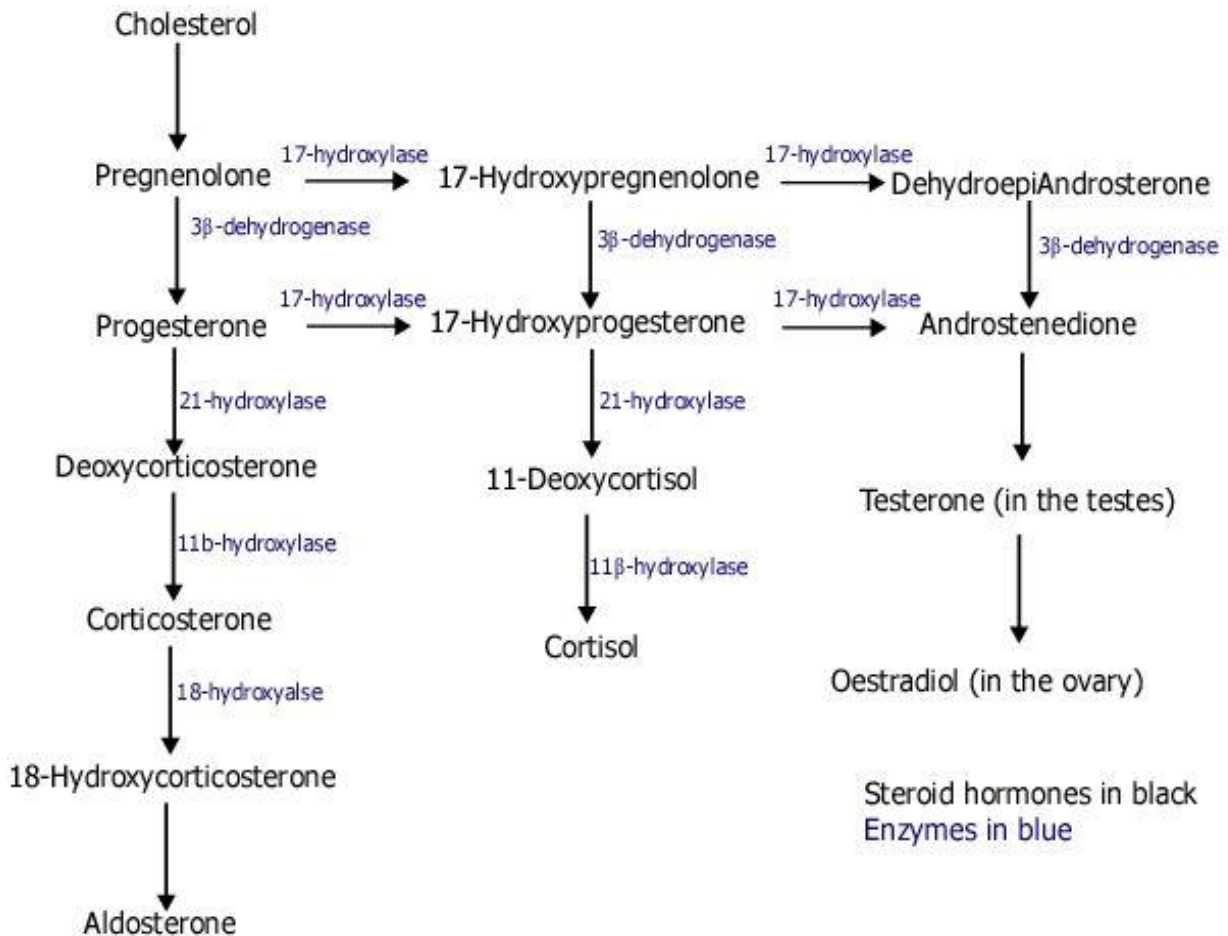 Cholesterol
17-hydroxylase
17-hydroxylase
Pregnenolone
17-Hydroxypregnenolone
DehydroepiAndrosterone
3β-dehydrogenase
3β-dehydrogenase
3β-dehydrogenase
17-hydroxylase
17-hydroxylase
Progesterone
17-Hydroxyprogesterone
Androstenedione
21-hydroxylase
21-hydroxylase
Deoxycorticosterone
11-Deoxycortisol
Testerone (in the testes)
11b-hydroxylase
11β-hydroxylase
Corticosterone
Cortisol
18-hydroxyalse
Oestradiol (in the ovary)
18-Hydroxycorticosterone
Steroid hormones in black
Enzymes in blue
Aldosterone